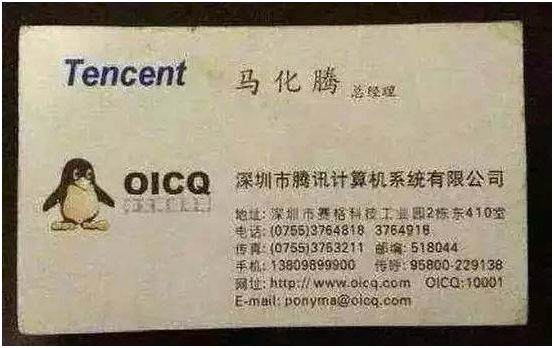 Tencent
马化腾 总经理
OICQ
深圳市腾讯计算机系统有限公司
地址: 深圳市赛格科技工业园2栋东410室
电话: (0755)3764818 3764918
传真: (0755)3763211 邮编: 518044
手机: 13809899900 传呼: 95800-229138
网址: http://www.oicq.com OICQ:10001
E-mail: ponyma@oicq.com